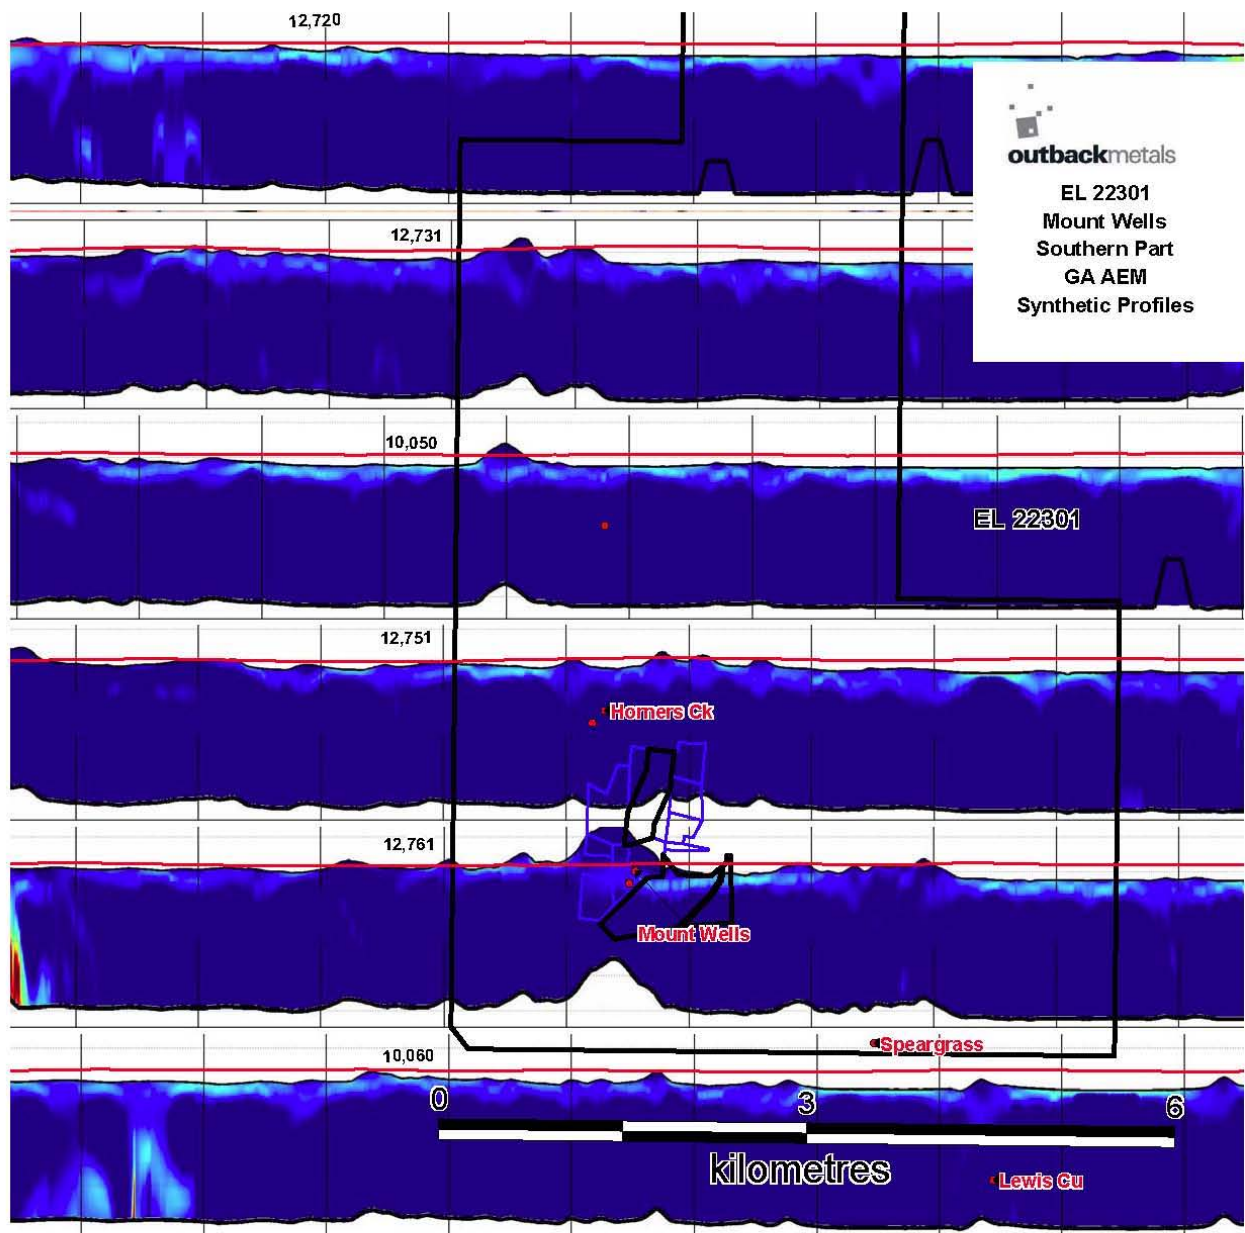 12,720
outbackmetals
EL 22301
Mount Wells
Southern Part
GA AEM
Synthetic Profiles
12,731
10,050
EL 22301
12,751
Horners Ck
12,761
Mount Wells
Speargrass
10,060
0 3 6
kilometres
Lewis Cu